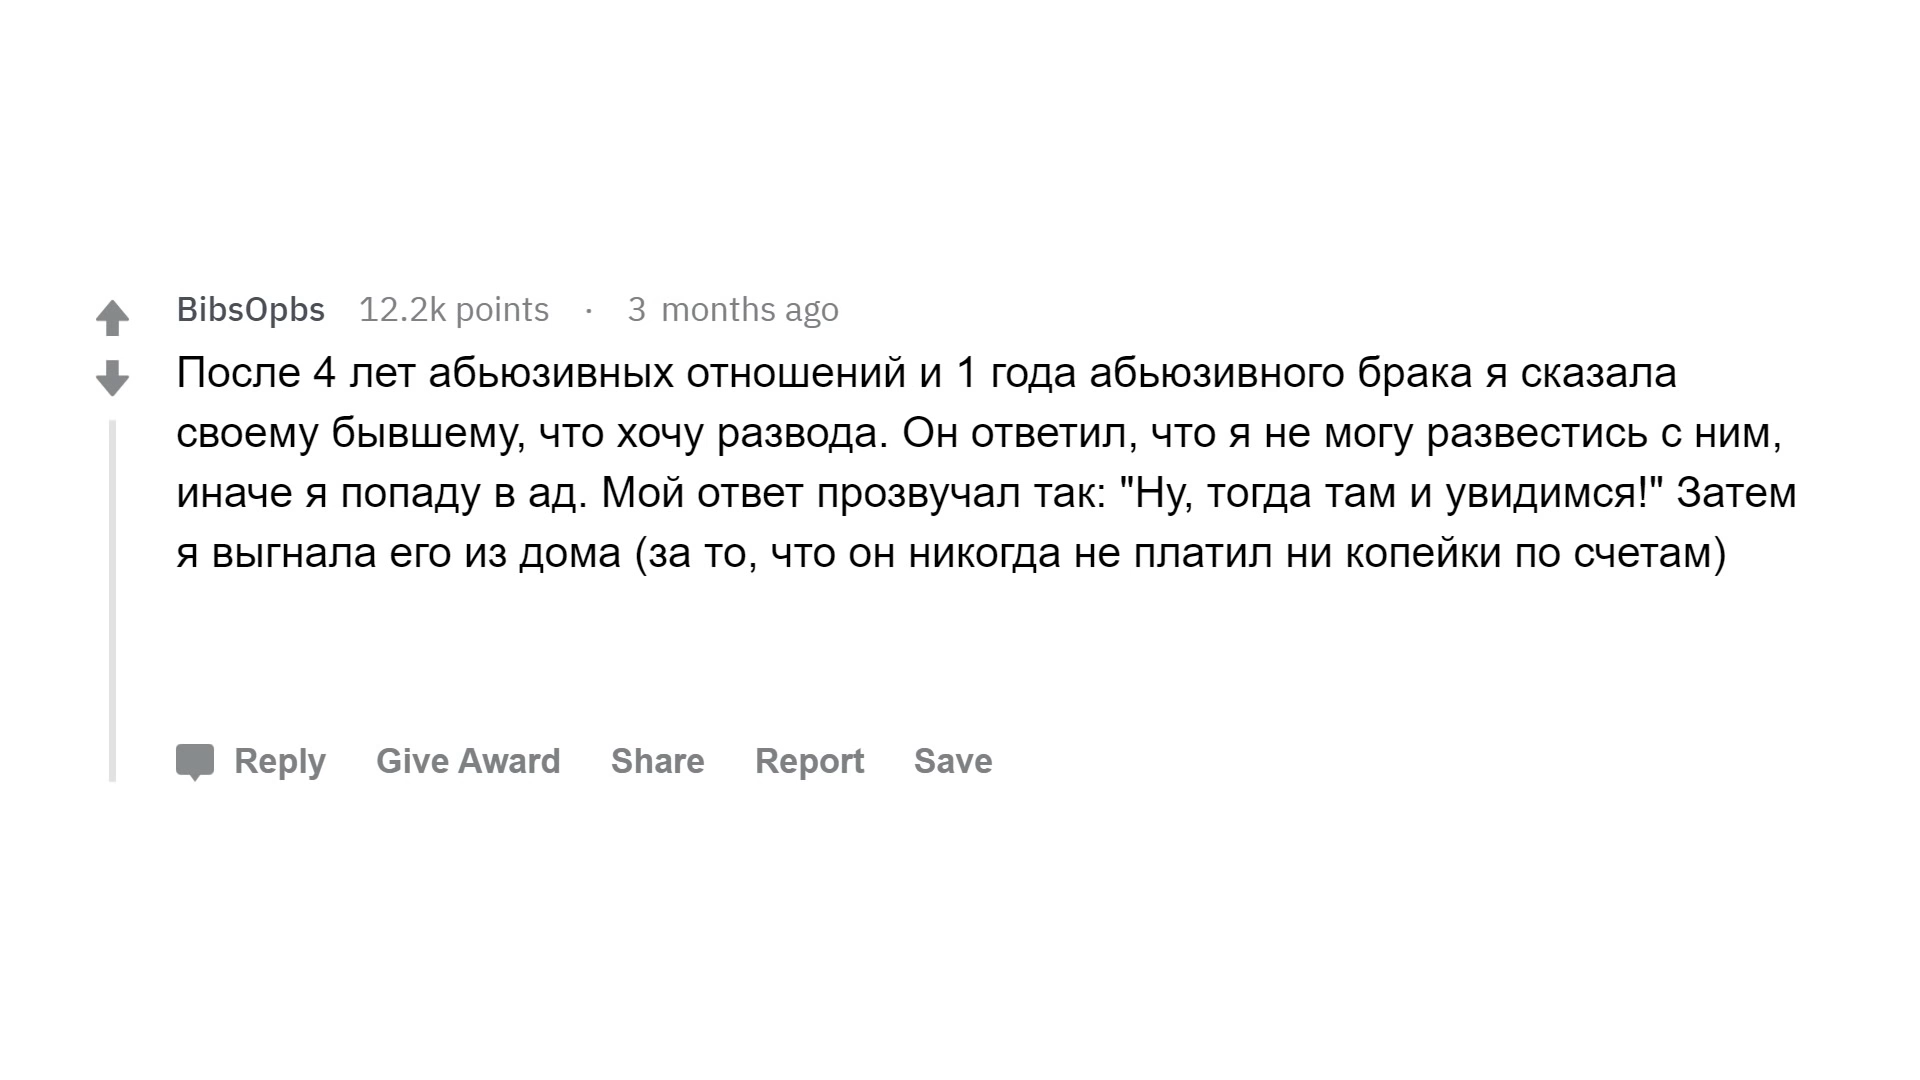 BibsOpbs 12.2k points · 3 months ago
После 4 лет абьюзивных отношений и 1 года абьюзивного брака я сказала
своему бывшему, что хочу развода. Он ответил, что я не могу развестись с ним,
иначе я попаду в ад. Мой ответ прозвучал так: "Ну, тогда там и увидимся!" Затем
я выгнала его из дома (за то, что он никогда не платил ни копейки по счетам)
Reply Give Award Share Report Save